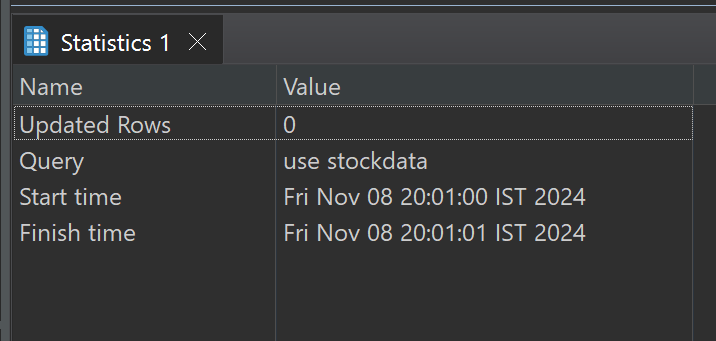 Statistics 1
Name Value
Updated Rows 0
Query use stockdata
Start time Fri Nov 08 20:01:00 IST 2024
Finish time Fri Nov 08 20:01:01 IST 2024